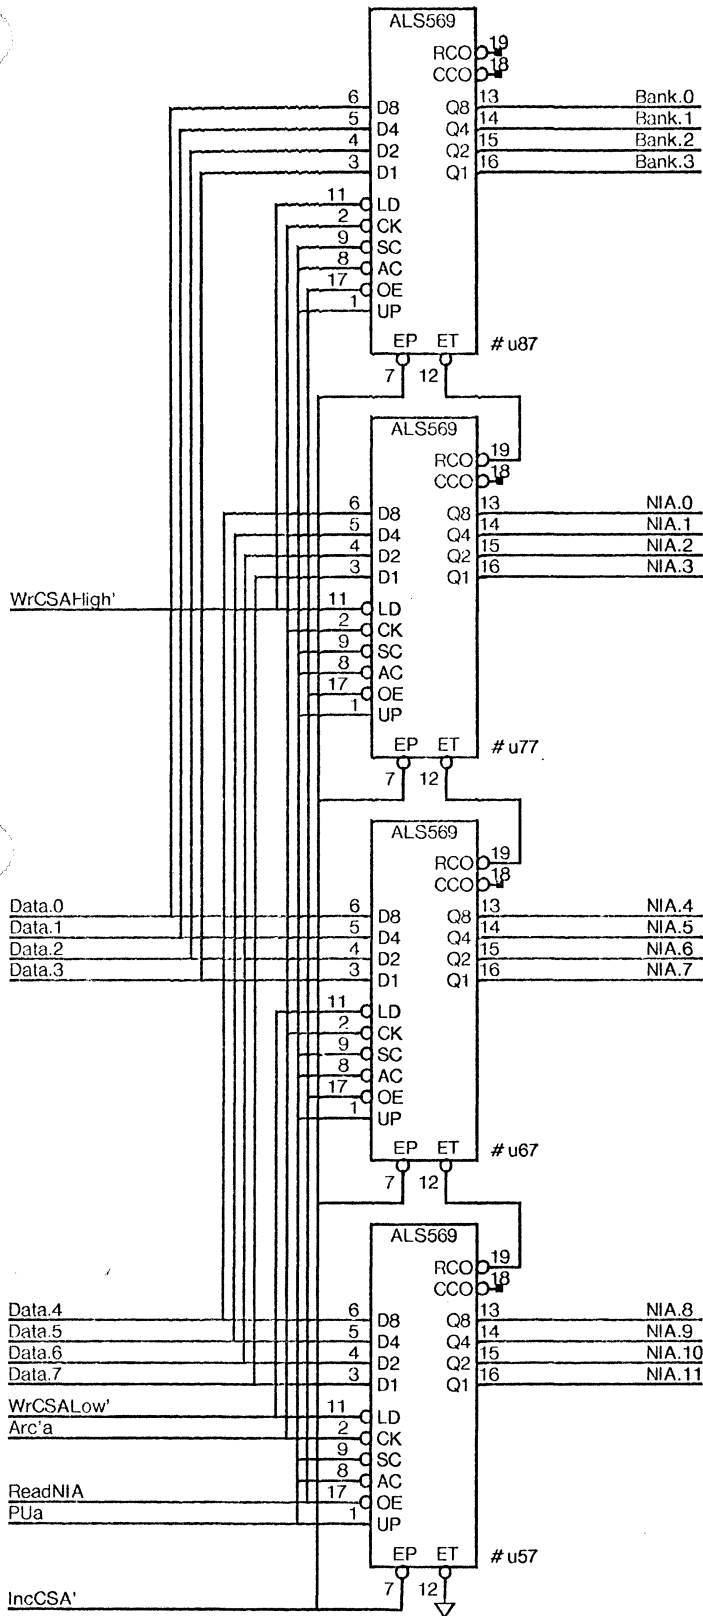 ALS569
RCO 19
CCO 18
6 D8 Q8 13 Bank.0
5 D4 Q4 14 Bank.1
4 D2 Q2 15 Bank.2
3 D1 Q1 16 Bank.3
11 LD
2 CK
9 SC
8 AC
17 OE
1 UP
EP ET # u87
7 12
ALS569
RCO 19
CCO 18
6 D8 Q8 13 NIA.0
5 D4 Q4 14 NIA.1
4 D2 Q2 15 NIA.2
3 D1 Q1 16 NIA.3
WrCSAHigh' 11 LD
2 CK
9 SC
8 AC
17 OE
1 UP
EP ET # u77
7 12
ALS569
RCO 19
CCO 18
Data.0 6 D8 Q8 13 NIA.4
Data.1 5 D4 Q4 14 NIA.5
Data.2 4 D2 Q2 15 NIA.6
Data.3 3 D1 Q1 16 NIA.7
11 LD
2 CK
9 SC
8 AC
17 OE
1 UP
EP ET # u67
7 12
ALS569
RCO 19
CCO 18
Data.4 6 D8 Q8 13 NIA.8
Data.5 5 D4 Q4 14 NIA.9
Data.6 4 D2 Q2 15 NIA.10
Data.7 3 D1 Q1 16 NIA.11
WrCSALow' 11 LD
Arc'a 2 CK
9 SC
8 AC
ReadNIA 17 OE
PUa 1 UP
EP ET # u57
IncCSA' 7 12